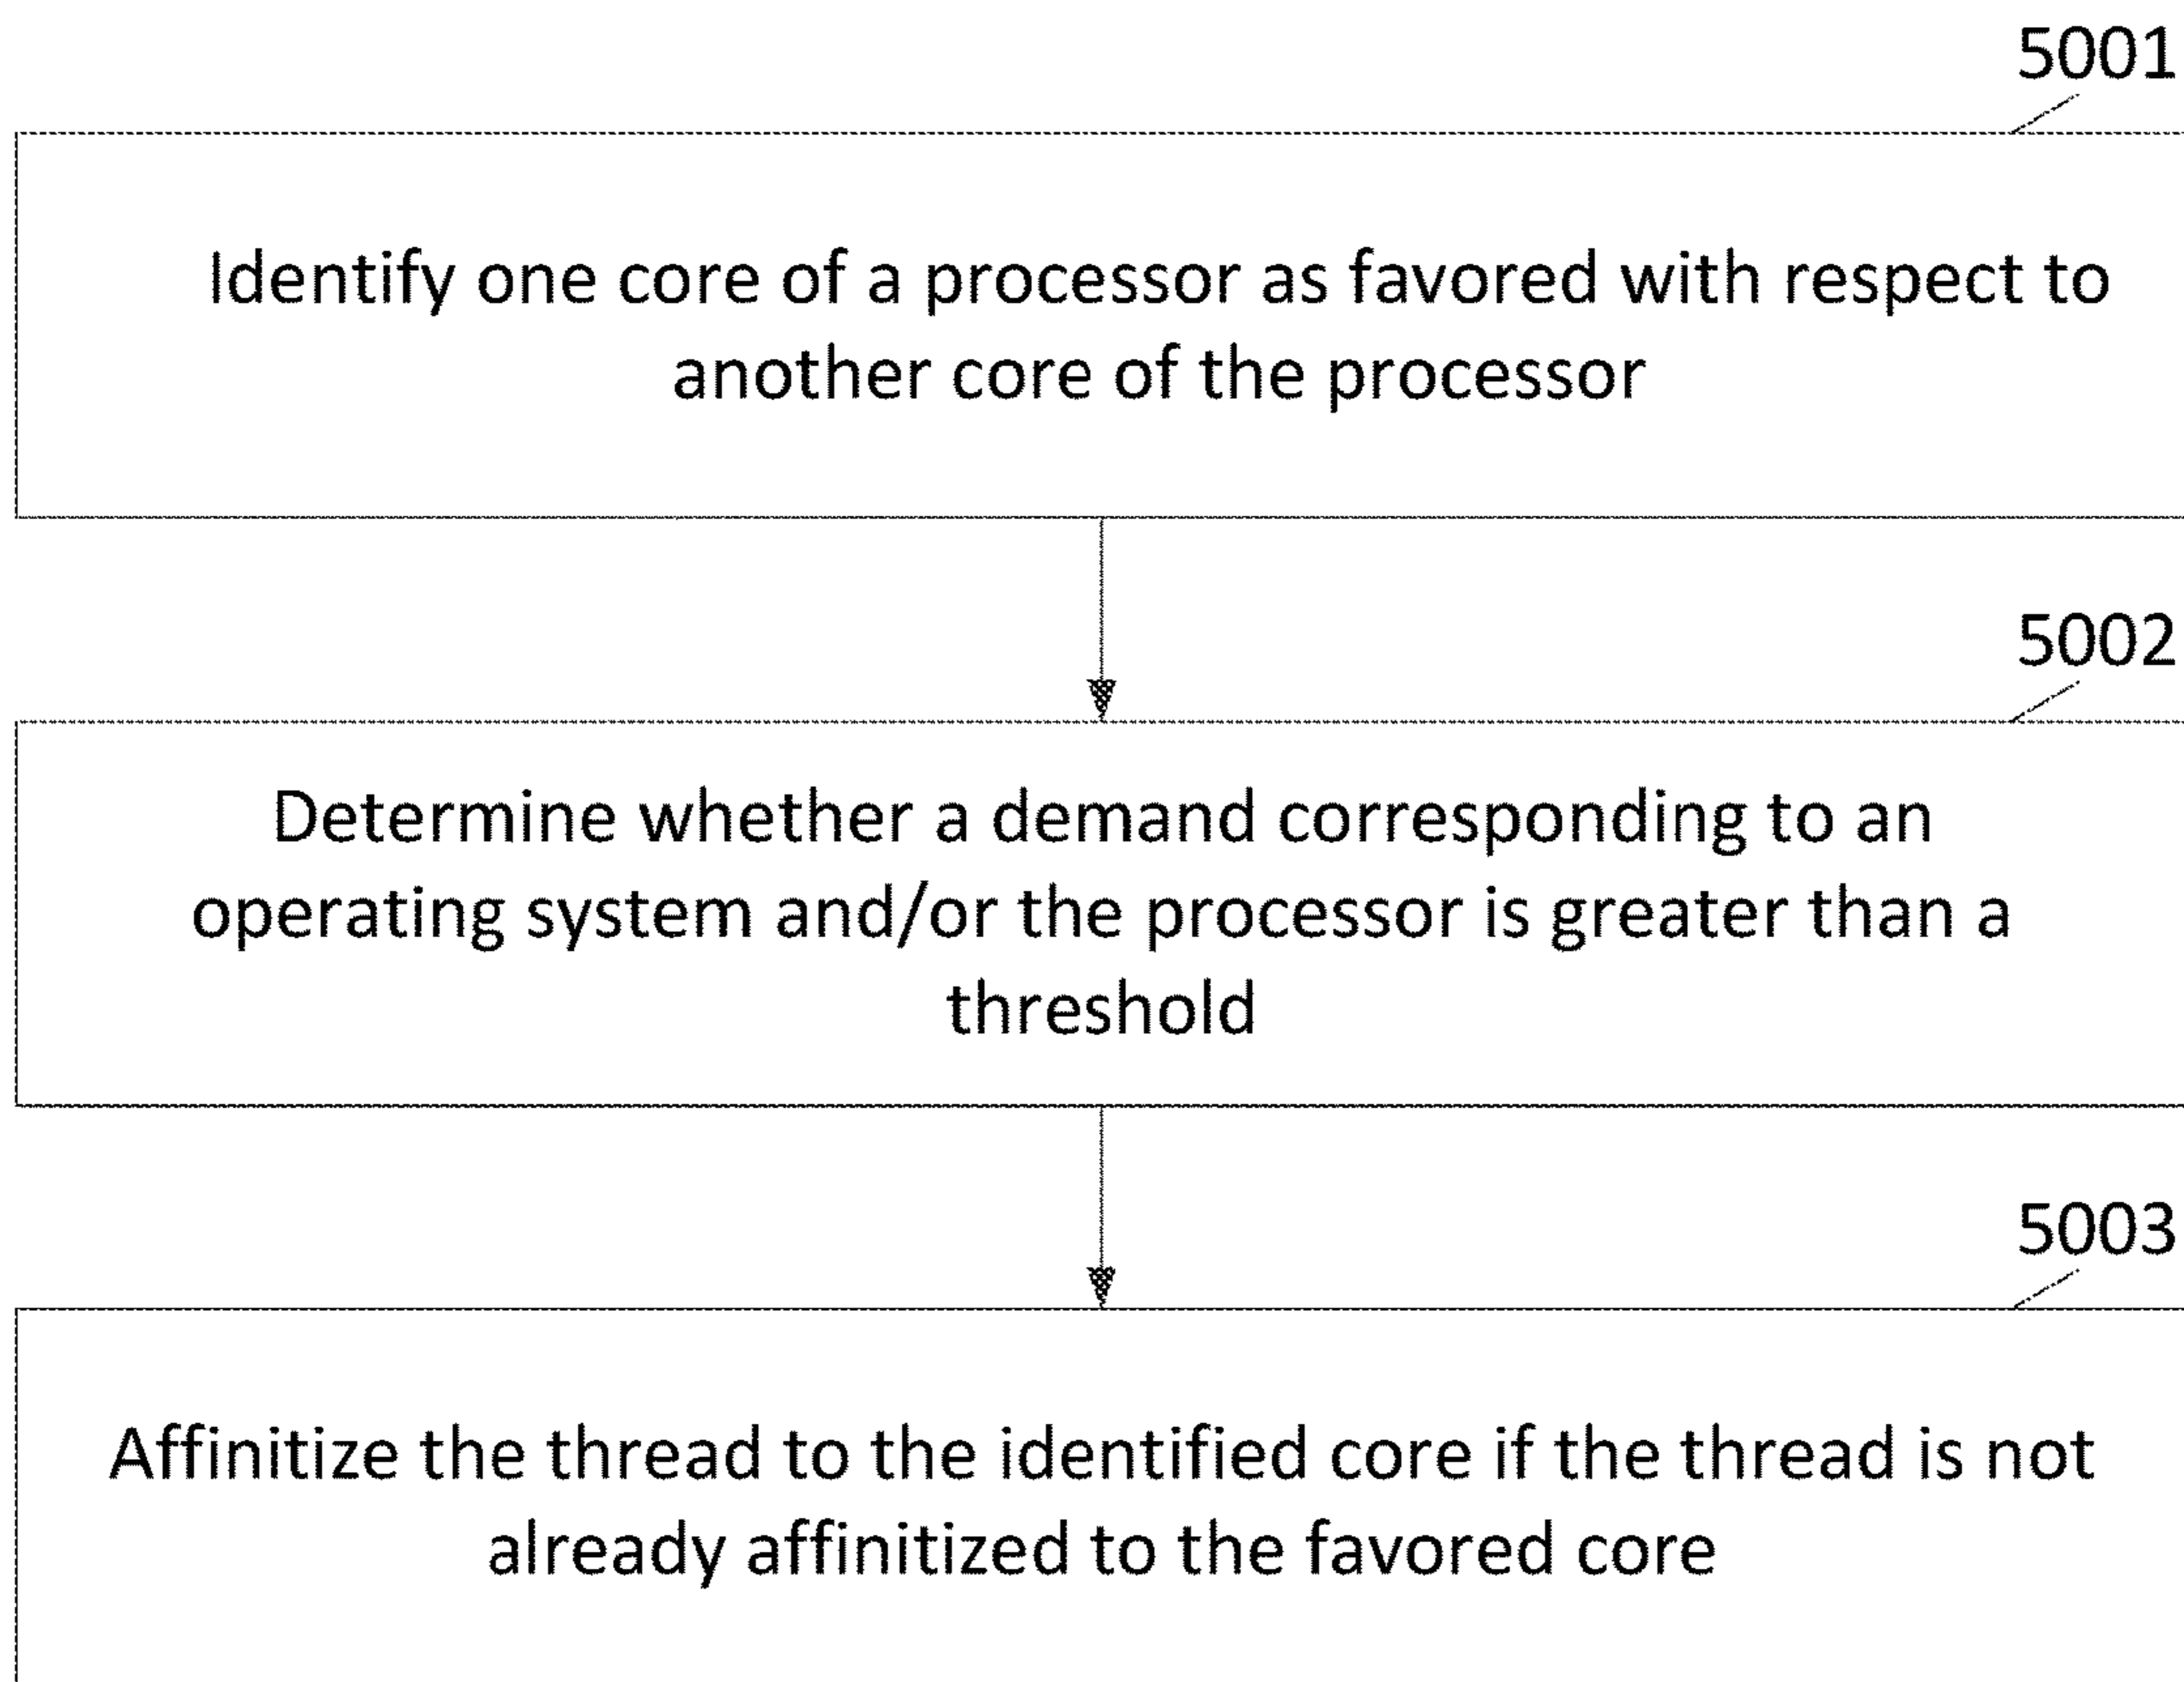 5001
Identify one core of a processor as favored with respect to
another core of the processor
5002
Determine whether a demand corresponding to an
operating system and/or the processor is greater than a
threshold
5003
Affinitize the thread to the identified core if the thread is not
already affinitized to the favored core